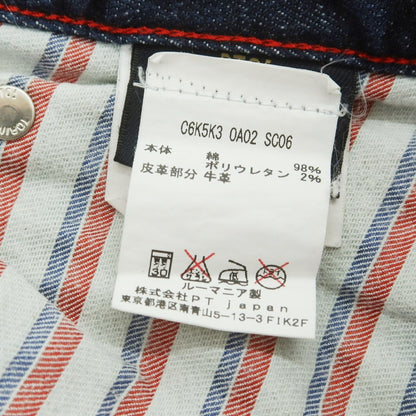 C6K5K3 0A02 SC06
本体 綿 98%
ポリウレタン 2%
皮革部分 牛革
30
ルーマニア製
株式会社PT japan
東京都港区南青山5-13-3FIK2F